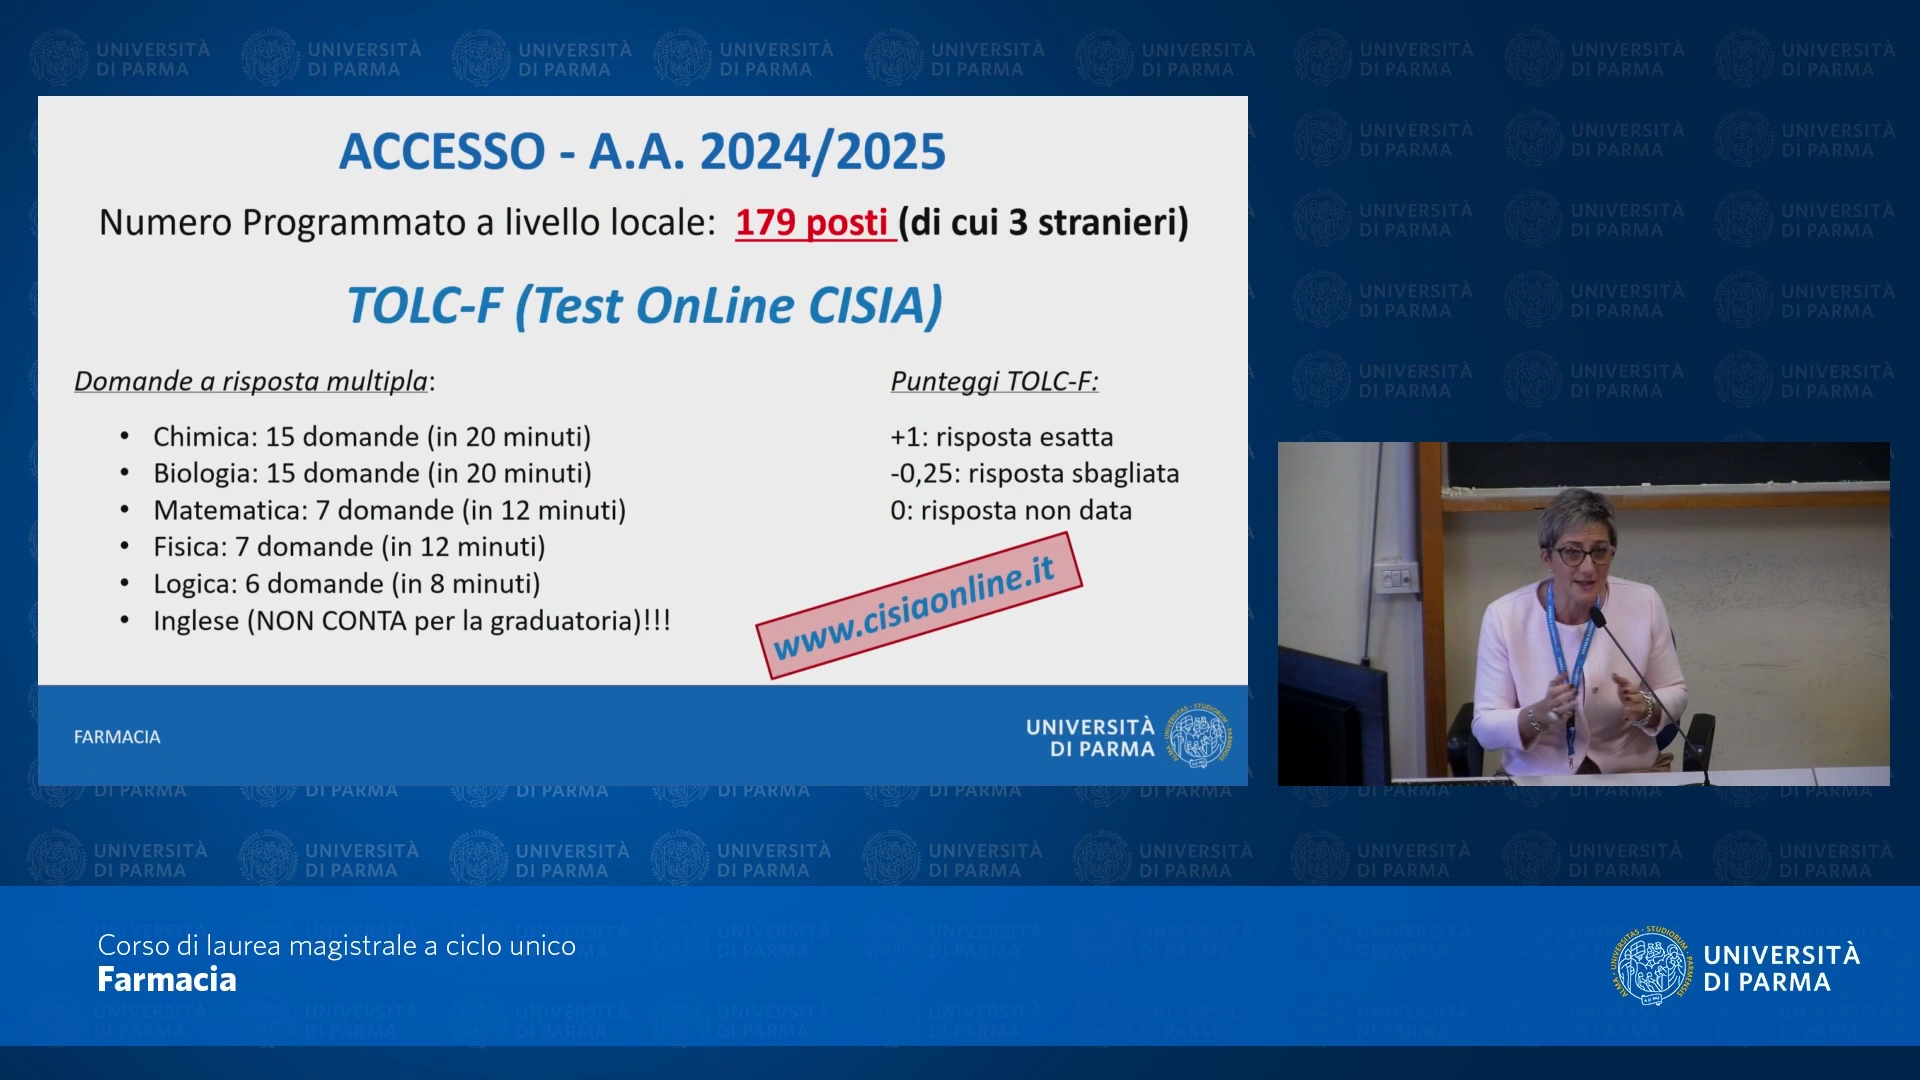 ACCESSO - A.A. 2024/2025
Numero Programmato a livello locale: 179 posti (di cui 3 stranieri)
TOLC-F (Test OnLine CISIA)
Domande a risposta multipla:
• Chimica: 15 domande (in 20 minuti)
• Biologia: 15 domande (in 20 minuti)
• Matematica: 7 domande (in 12 minuti)
• Fisica: 7 domande (in 12 minuti)
• Logica: 6 domande (in 8 minuti)
• Inglese (NON CONTA per la graduatoria)!!!
Punteggi TOLC-F:
+1: risposta esatta
-0,25: risposta sbagliata
0: risposta non data
www.cisiaonline.it
FARMACIA
UNIVERSITÀ
DI PARMA
Corso di laurea magistrale a ciclo unico
Farmacia
UNIVERSITÀ
DI PARMA